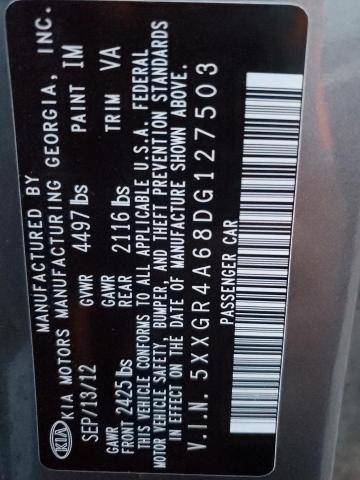 MANUFACTURED BY
KIA KIA MOTORS MANUFACTURING GEORGIA, INC.
SEP/13/12 GVWR 4497 lbs PAINT IM
GAWR FRONT 2425 lbs GAWR REAR 2116 lbs TRIM VA
THIS VEHICLE CONFORMS TO ALL APPLICABLE U.S.A. FEDERAL
MOTOR VEHICLE SAFETY, BUMPER, AND THEFT PREVENTION STANDARDS
IN EFFECT ON THE DATE OF MANUFACTURE SHOWN ABOVE.
V.I.N. 5XXGR4A68DG127503
PASSENGER CAR